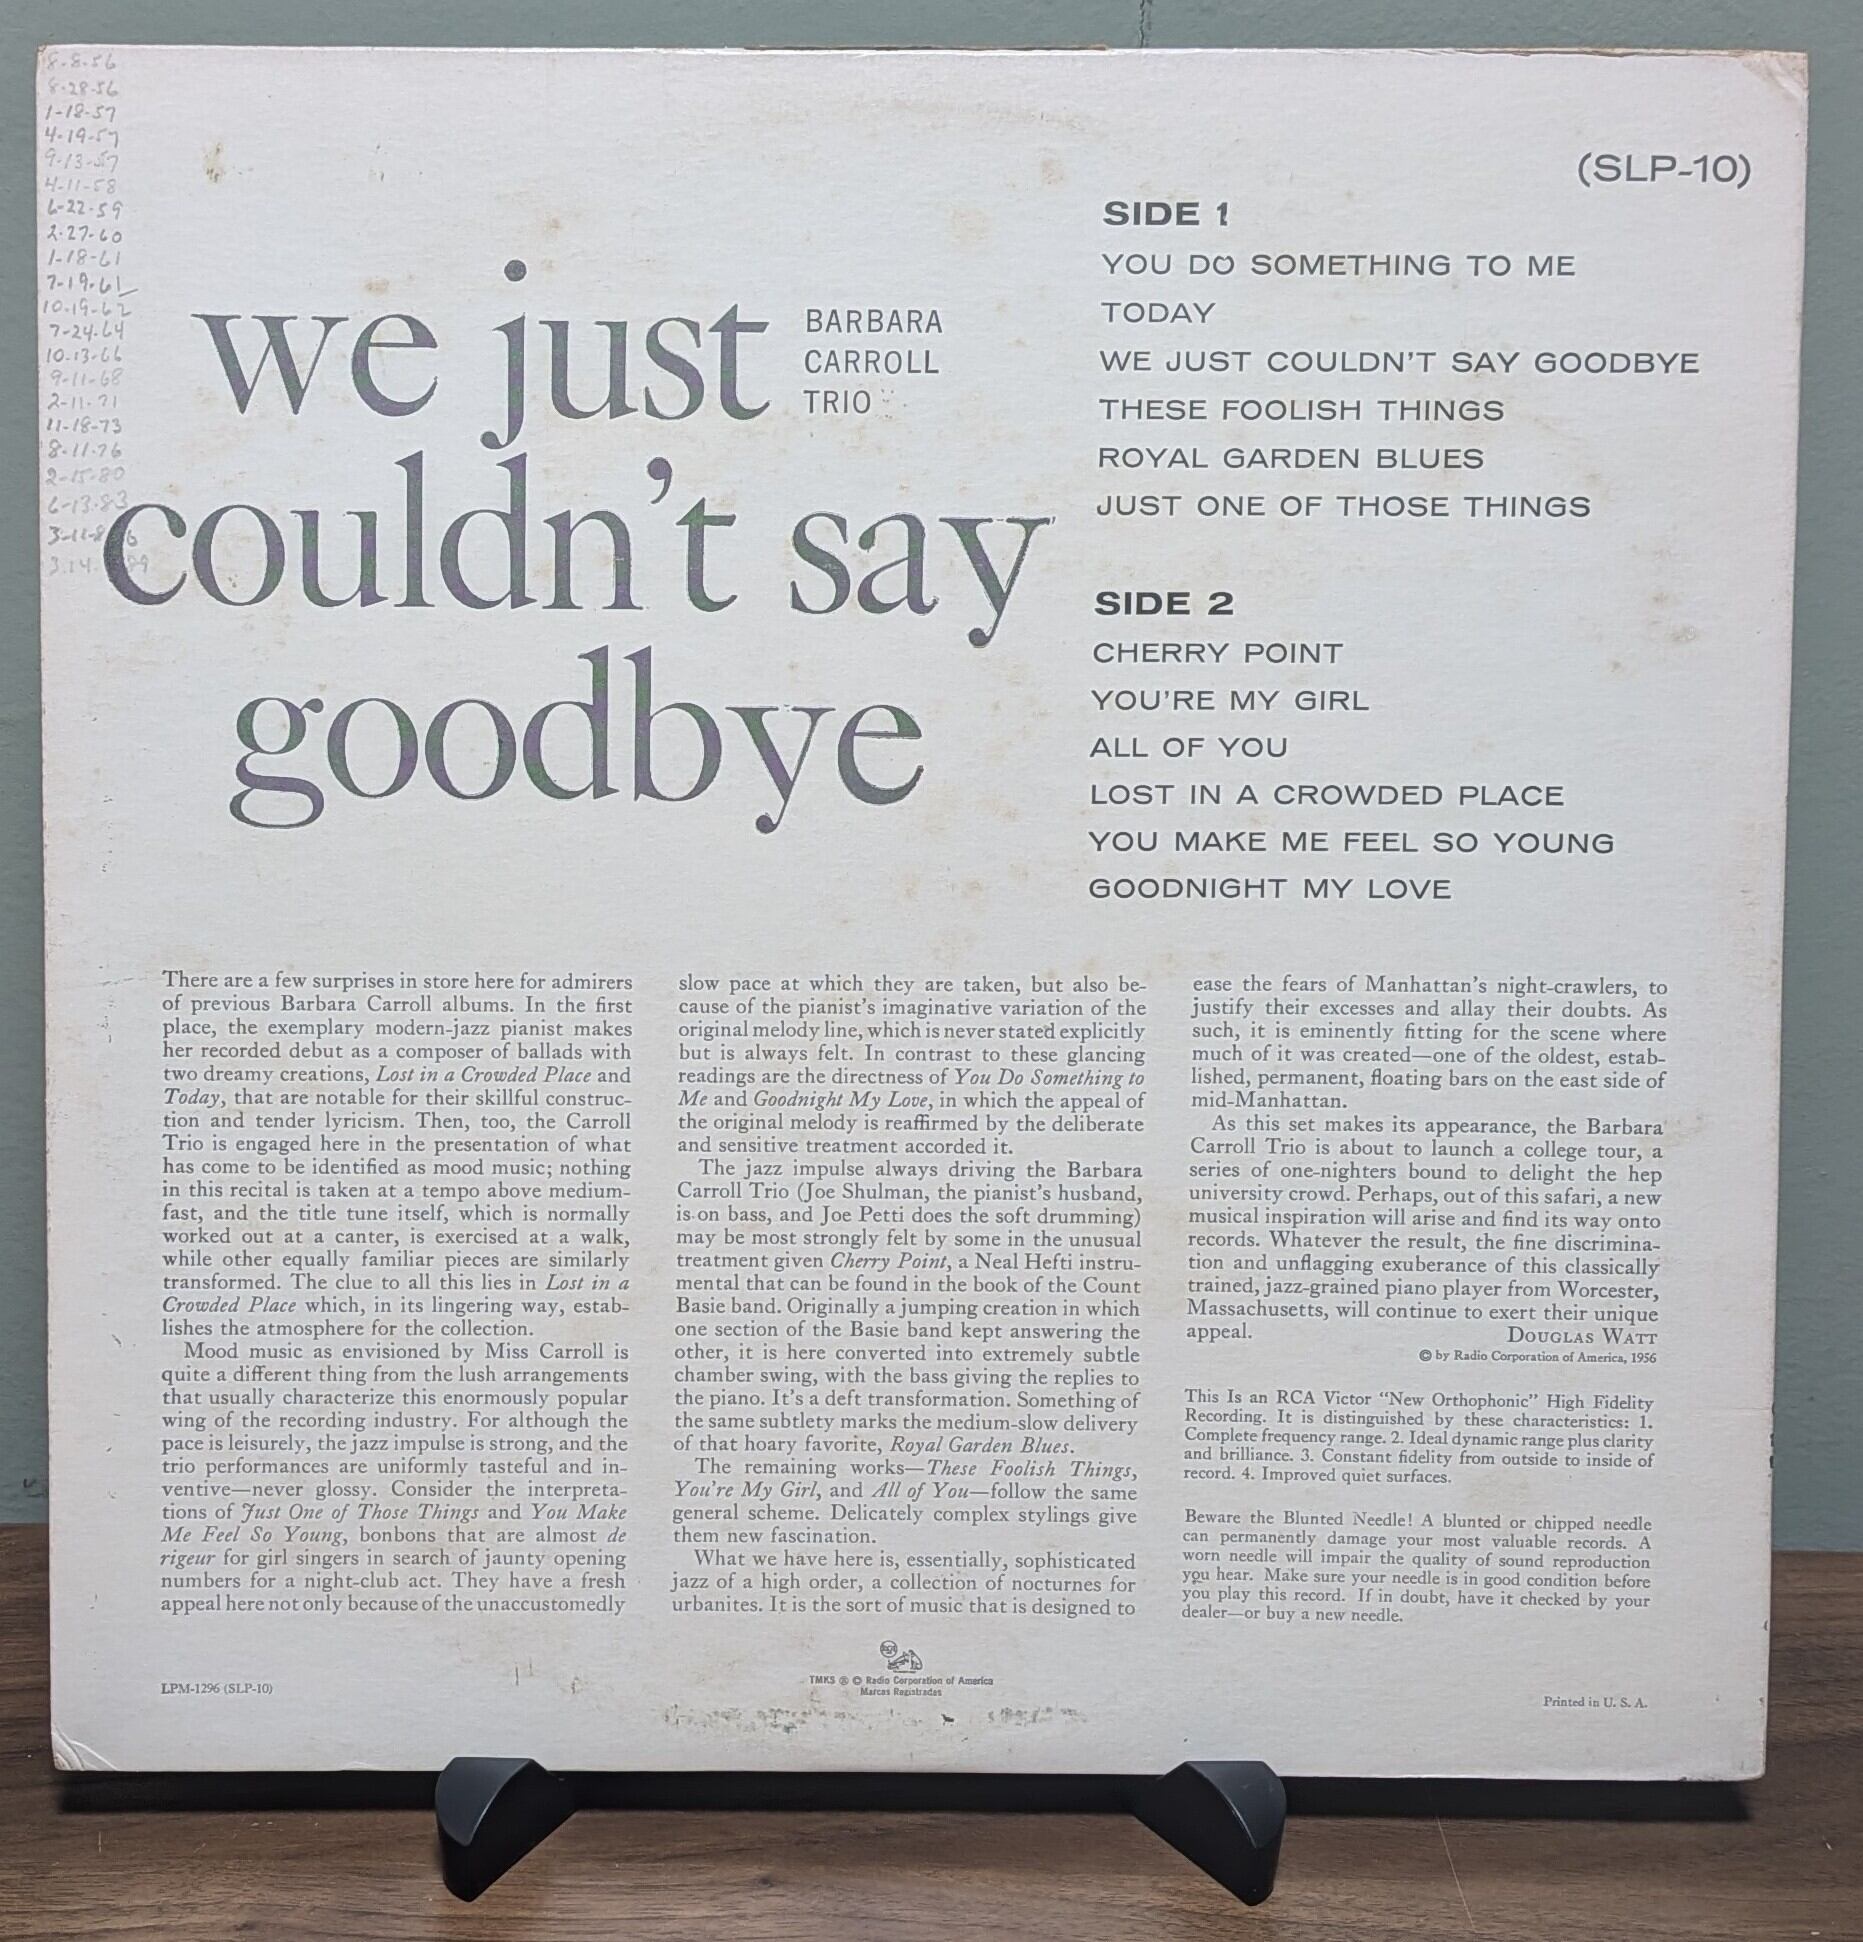 8-8-56
8-28-56
1-18-57
4-19-57
9-13-57
4-11-58
6-22-59
2-27-60
1-18-61
7-19-61
10-19-62
7-24-64
10-13-66
9-11-68
2-11-71
11-18-73
8-11-76
2-15-80
6-13-83
3-14-
we just
couldn't say
goodbye
BARBARA
CARROLL
TRIO
(SLP-10)
SIDE 1
YOU DO SOMETHING TO ME
TODAY
WE JUST COULDN'T SAY GOODBYE
THESE FOOLISH THINGS
ROYAL GARDEN BLUES
JUST ONE OF THOSE THINGS
SIDE 2
CHERRY POINT
YOU'RE MY GIRL
ALL OF YOU
LOST IN A CROWDED PLACE
YOU MAKE ME FEEL SO YOUNG
GOODNIGHT MY LOVE
There are a few surprises in store here for admirers
of previous Barbara Carroll albums. In the first
place, the exemplary modern-jazz pianist makes
her recorded debut as a composer of ballads with
two dreamy creations, Lost in a Crowded Place and
Today, that are notable for their skillful construc-
tion and tender lyricism. Then, too, the Carroll
Trio is engaged here in the presentation of what
has come to be identified as mood music; nothing
in this recital is taken at a tempo above medium-
fast, and the title tune itself, which is normally
worked out at a canter, is exercised at a walk,
while other equally familiar pieces are similarly
transformed. The clue to all this lies in Lost in a
Crowded Place which, in its lingering way, estab-
lishes the atmosphere for the collection.
Mood music as envisioned by Miss Carroll is
quite a different thing from the lush arrangements
that usually characterize this enormously popular
wing of the recording industry. For although the
pace is leisurely, the jazz impulse is strong, and the
trio performances are uniformly tasteful and in-
ventive—never glossy. Consider the interpreta-
tions of Just One of Those Things and You Make
Me Feel So Young, bonbons that are almost de
rigeur for girl singers in search of jaunty opening
numbers for a night-club act. They have a fresh
appeal here not only because of the unaccustomedly
slow pace at which they are taken, but also be-
cause of the pianist's imaginative variation of the
original melody line, which is never stated explicitly
but is always felt. In contrast to these glancing
readings are the directness of You Do Something to
Me and Goodnight My Love, in which the appeal of
the original melody is reaffirmed by the deliberate
and sensitive treatment accorded it.
The jazz impulse always driving the Barbara
Carroll Trio (Joe Shulman, the pianist's husband,
is on bass, and Joe Petti does the soft drumming)
may be most strongly felt by some in the unusual
treatment given Cherry Point, a Neal Hefti instru-
mental that can be found in the book of the Count
Basie band. Originally a jumping creation in which
one section of the Basie band kept answering the
other, it is here converted into extremely subtle
chamber swing, with the bass giving the replies to
the piano. It's a deft transformation. Something of
the same subtlety marks the medium-slow delivery
of that hoary favorite, Royal Garden Blues.
The remaining works—These Foolish Things,
You're My Girl, and All of You—follow the same
general scheme. Delicately complex stylings give
them new fascination.
What we have here is, essentially, sophisticated
jazz of a high order, a collection of nocturnes for
urbanites. It is the sort of music that is designed to
ease the fears of Manhattan's night-crawlers, to
justify their excesses and allay their doubts. As
such, it is eminently fitting for the scene where
much of it was created—one of the oldest, estab-
lished, permanent, floating bars on the east side of
mid-Manhattan.
As this set makes its appearance, the Barbara
Carroll Trio is about to launch a college tour, a
series of one-nighters bound to delight the hep
university crowd. Perhaps, out of this safari, a new
musical inspiration will arise and find its way onto
records. Whatever the result, the fine discrimina-
tion and unflagging exuberance of this classically
trained, jazz-grained piano player from Worcester,
Massachusetts, will continue to exert their unique
appeal. DOUGLAS WATT
© by Radio Corporation of America, 1956
This Is an RCA Victor "New Orthophonic" High Fidelity
Recording. It is distinguished by these characteristics: 1.
Complete frequency range. 2. Ideal dynamic range plus clarity
and brilliance. 3. Constant fidelity from outside to inside of
record. 4. Improved quiet surfaces.
Beware the Blunted Needle! A blunted or chipped needle
can permanently damage your most valuable records. A
worn needle will impair the quality of sound reproduction
you hear. Make sure your needle is in good condition before
you play this record. If in doubt, have it checked by your
dealer—or buy a new needle.
LPM-1296 (SLP-10)
TMKS ® © Radio Corporation of America
Marcas Registradas
Printed in U. S. A.